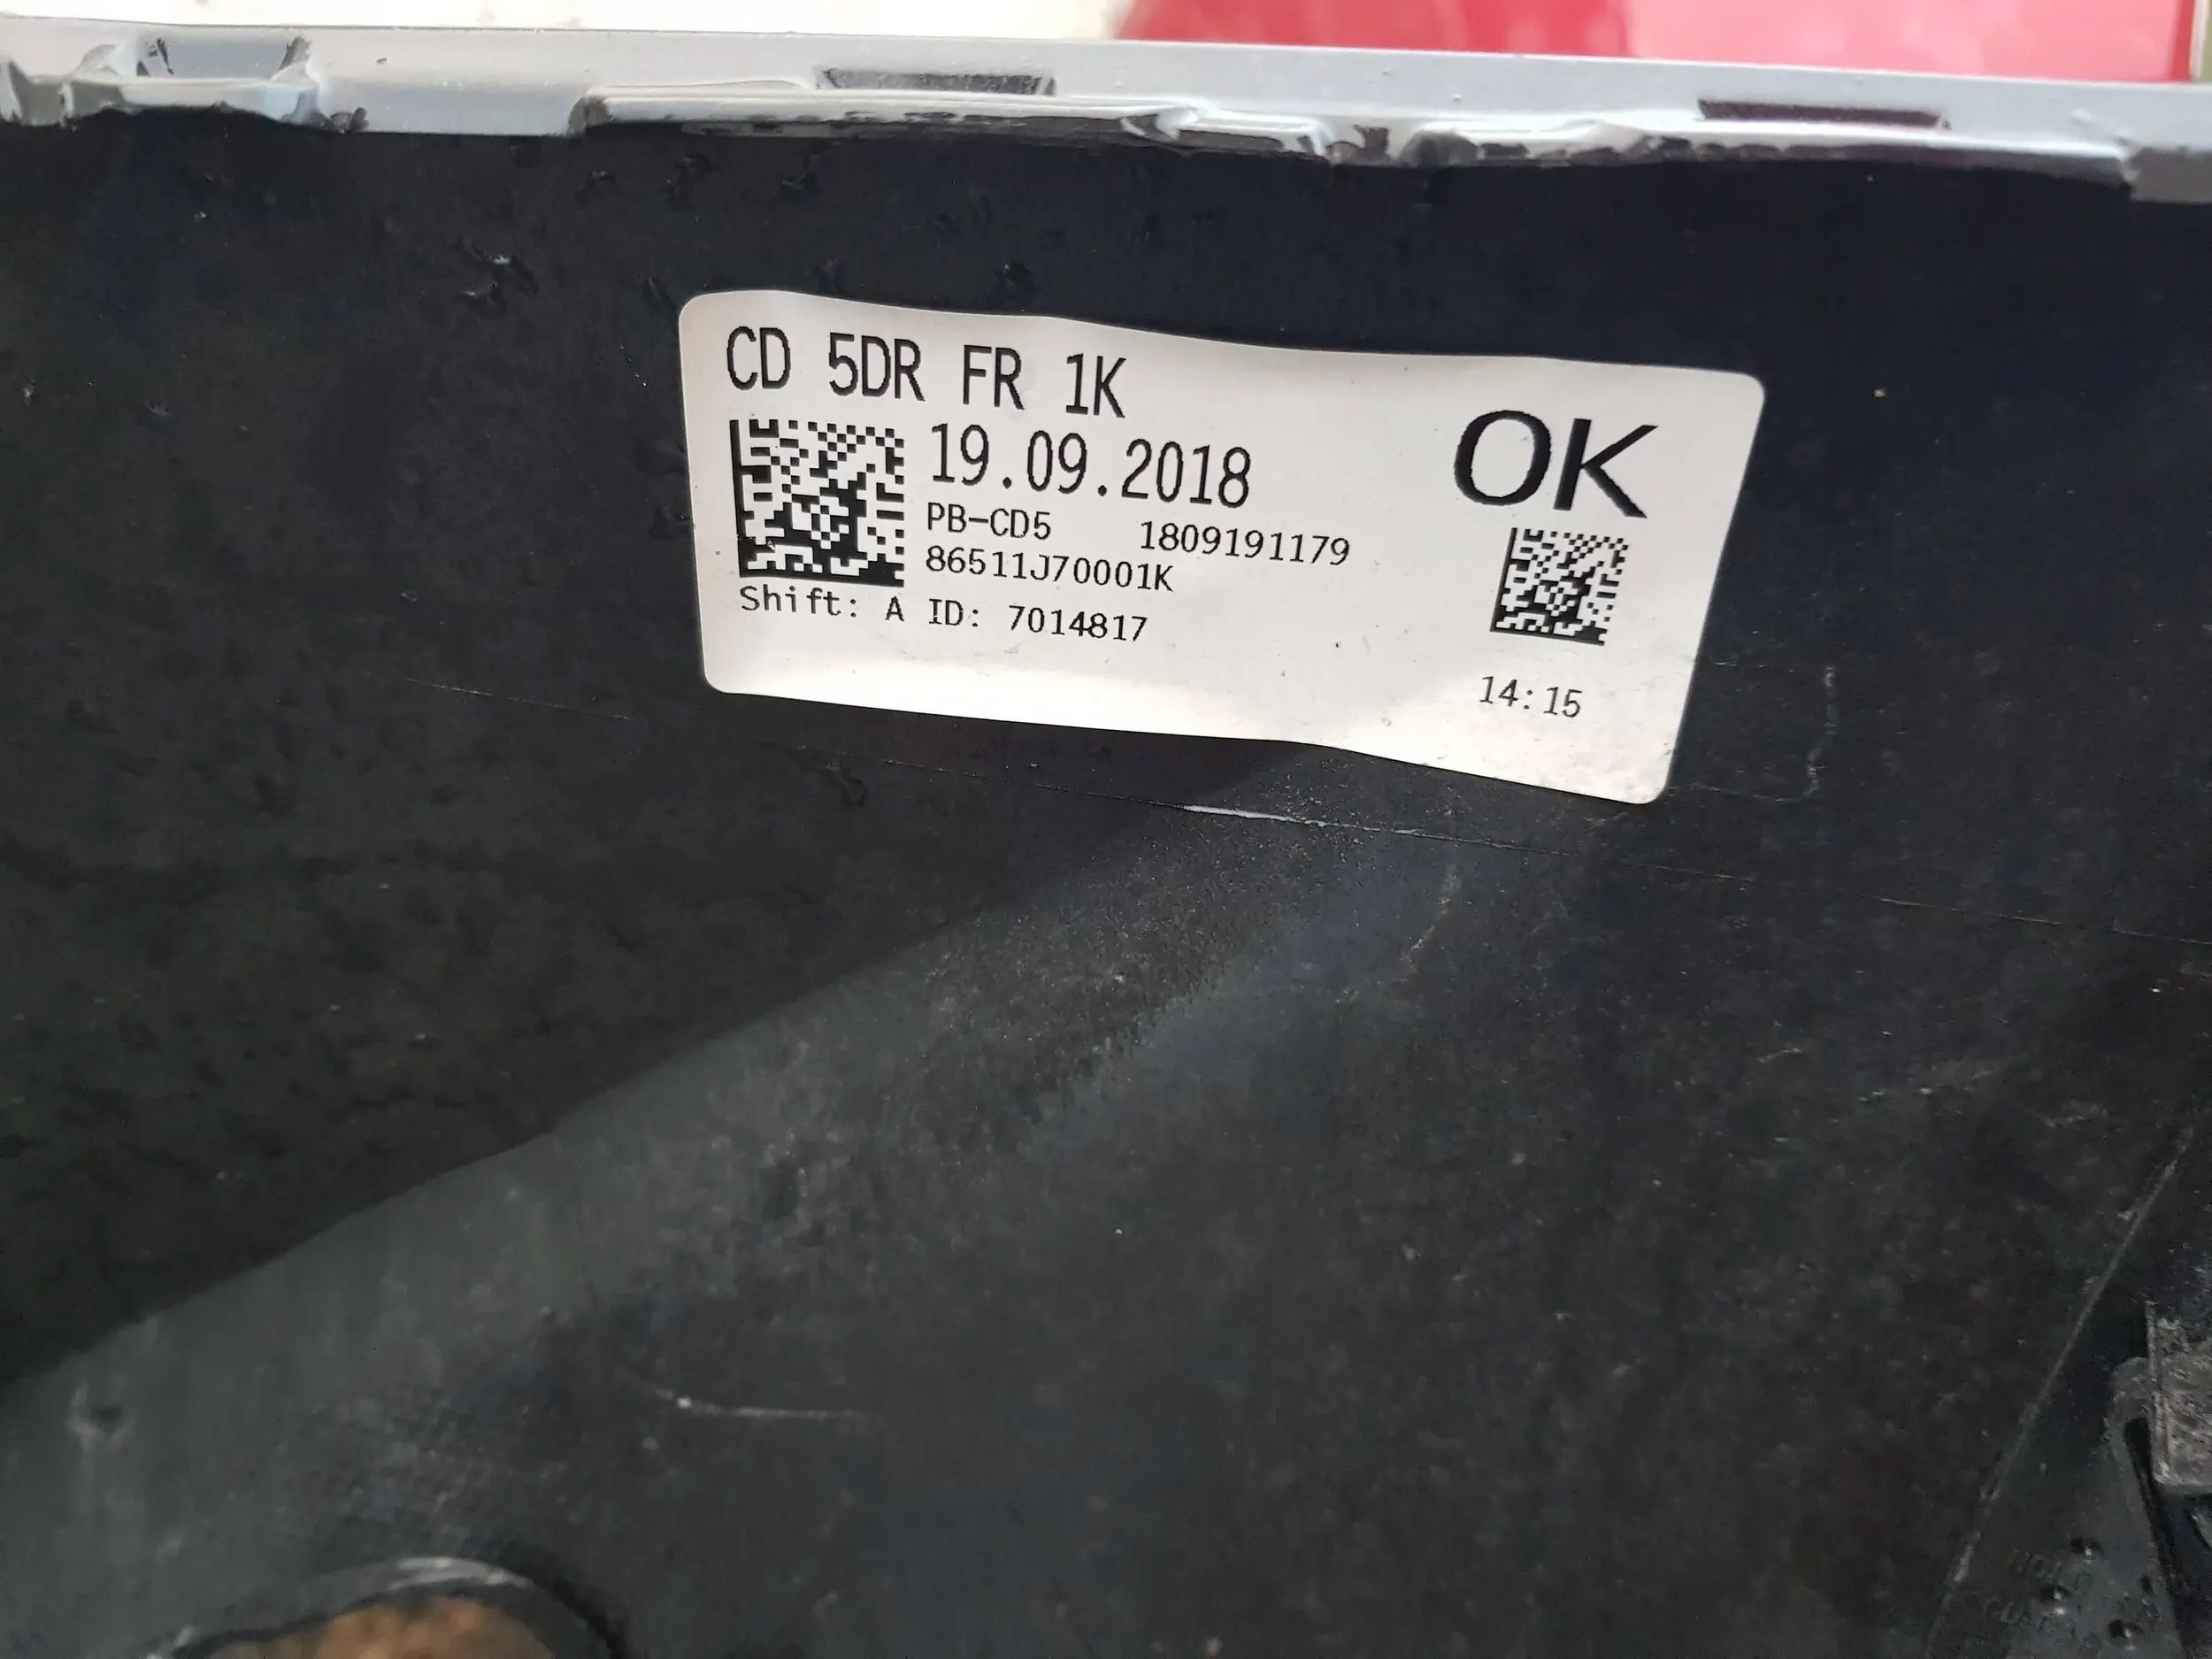 CD 5DR FR 1K
OK
19.09.2018
PB-CD5 1809191179
86511J70001K
Shift: A ID: 7014817
14:15